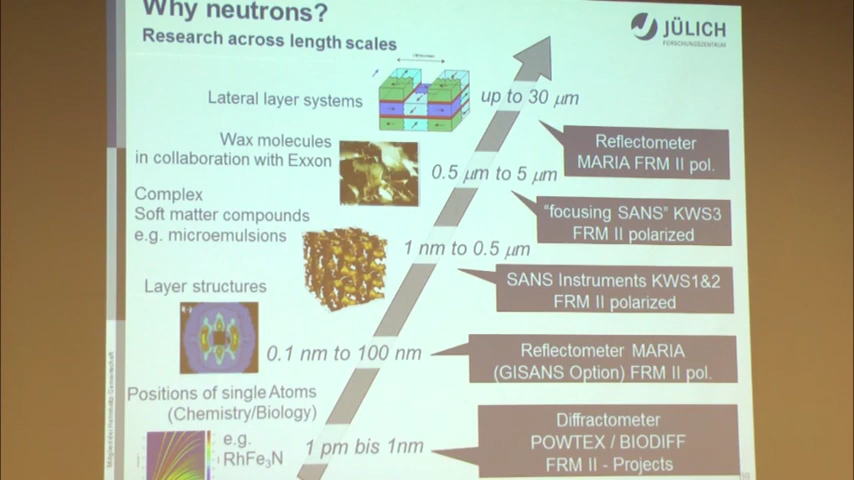 Why neutrons?
Research across length scales
JÜLICH
FORSCHUNGSZENTRUM
Lateral layer systems
up to 30 μm
Reflectometer
MARIA FRM II pol.
Wax molecules
in collaboration with Exxon
0.5 μm to 5 μm
"focusing SANS" KWS3
FRM II polarized
Complex
Soft matter compounds
e.g. microemulsions
1 nm to 0.5 μm
SANS Instruments KWS1&2
FRM II polarized
Layer structures
0.1 nm to 100 nm
Reflectometer MARIA
(GISANS Option) FRM II pol.
Positions of single Atoms
(Chemistry/Biology)
e.g.
RhFe₃N
1 pm bis 1nm
Diffractometer
POWTEX / BIODIFF
FRM II - Projects
Mitglied der Helmholtz-Gemeinschaft